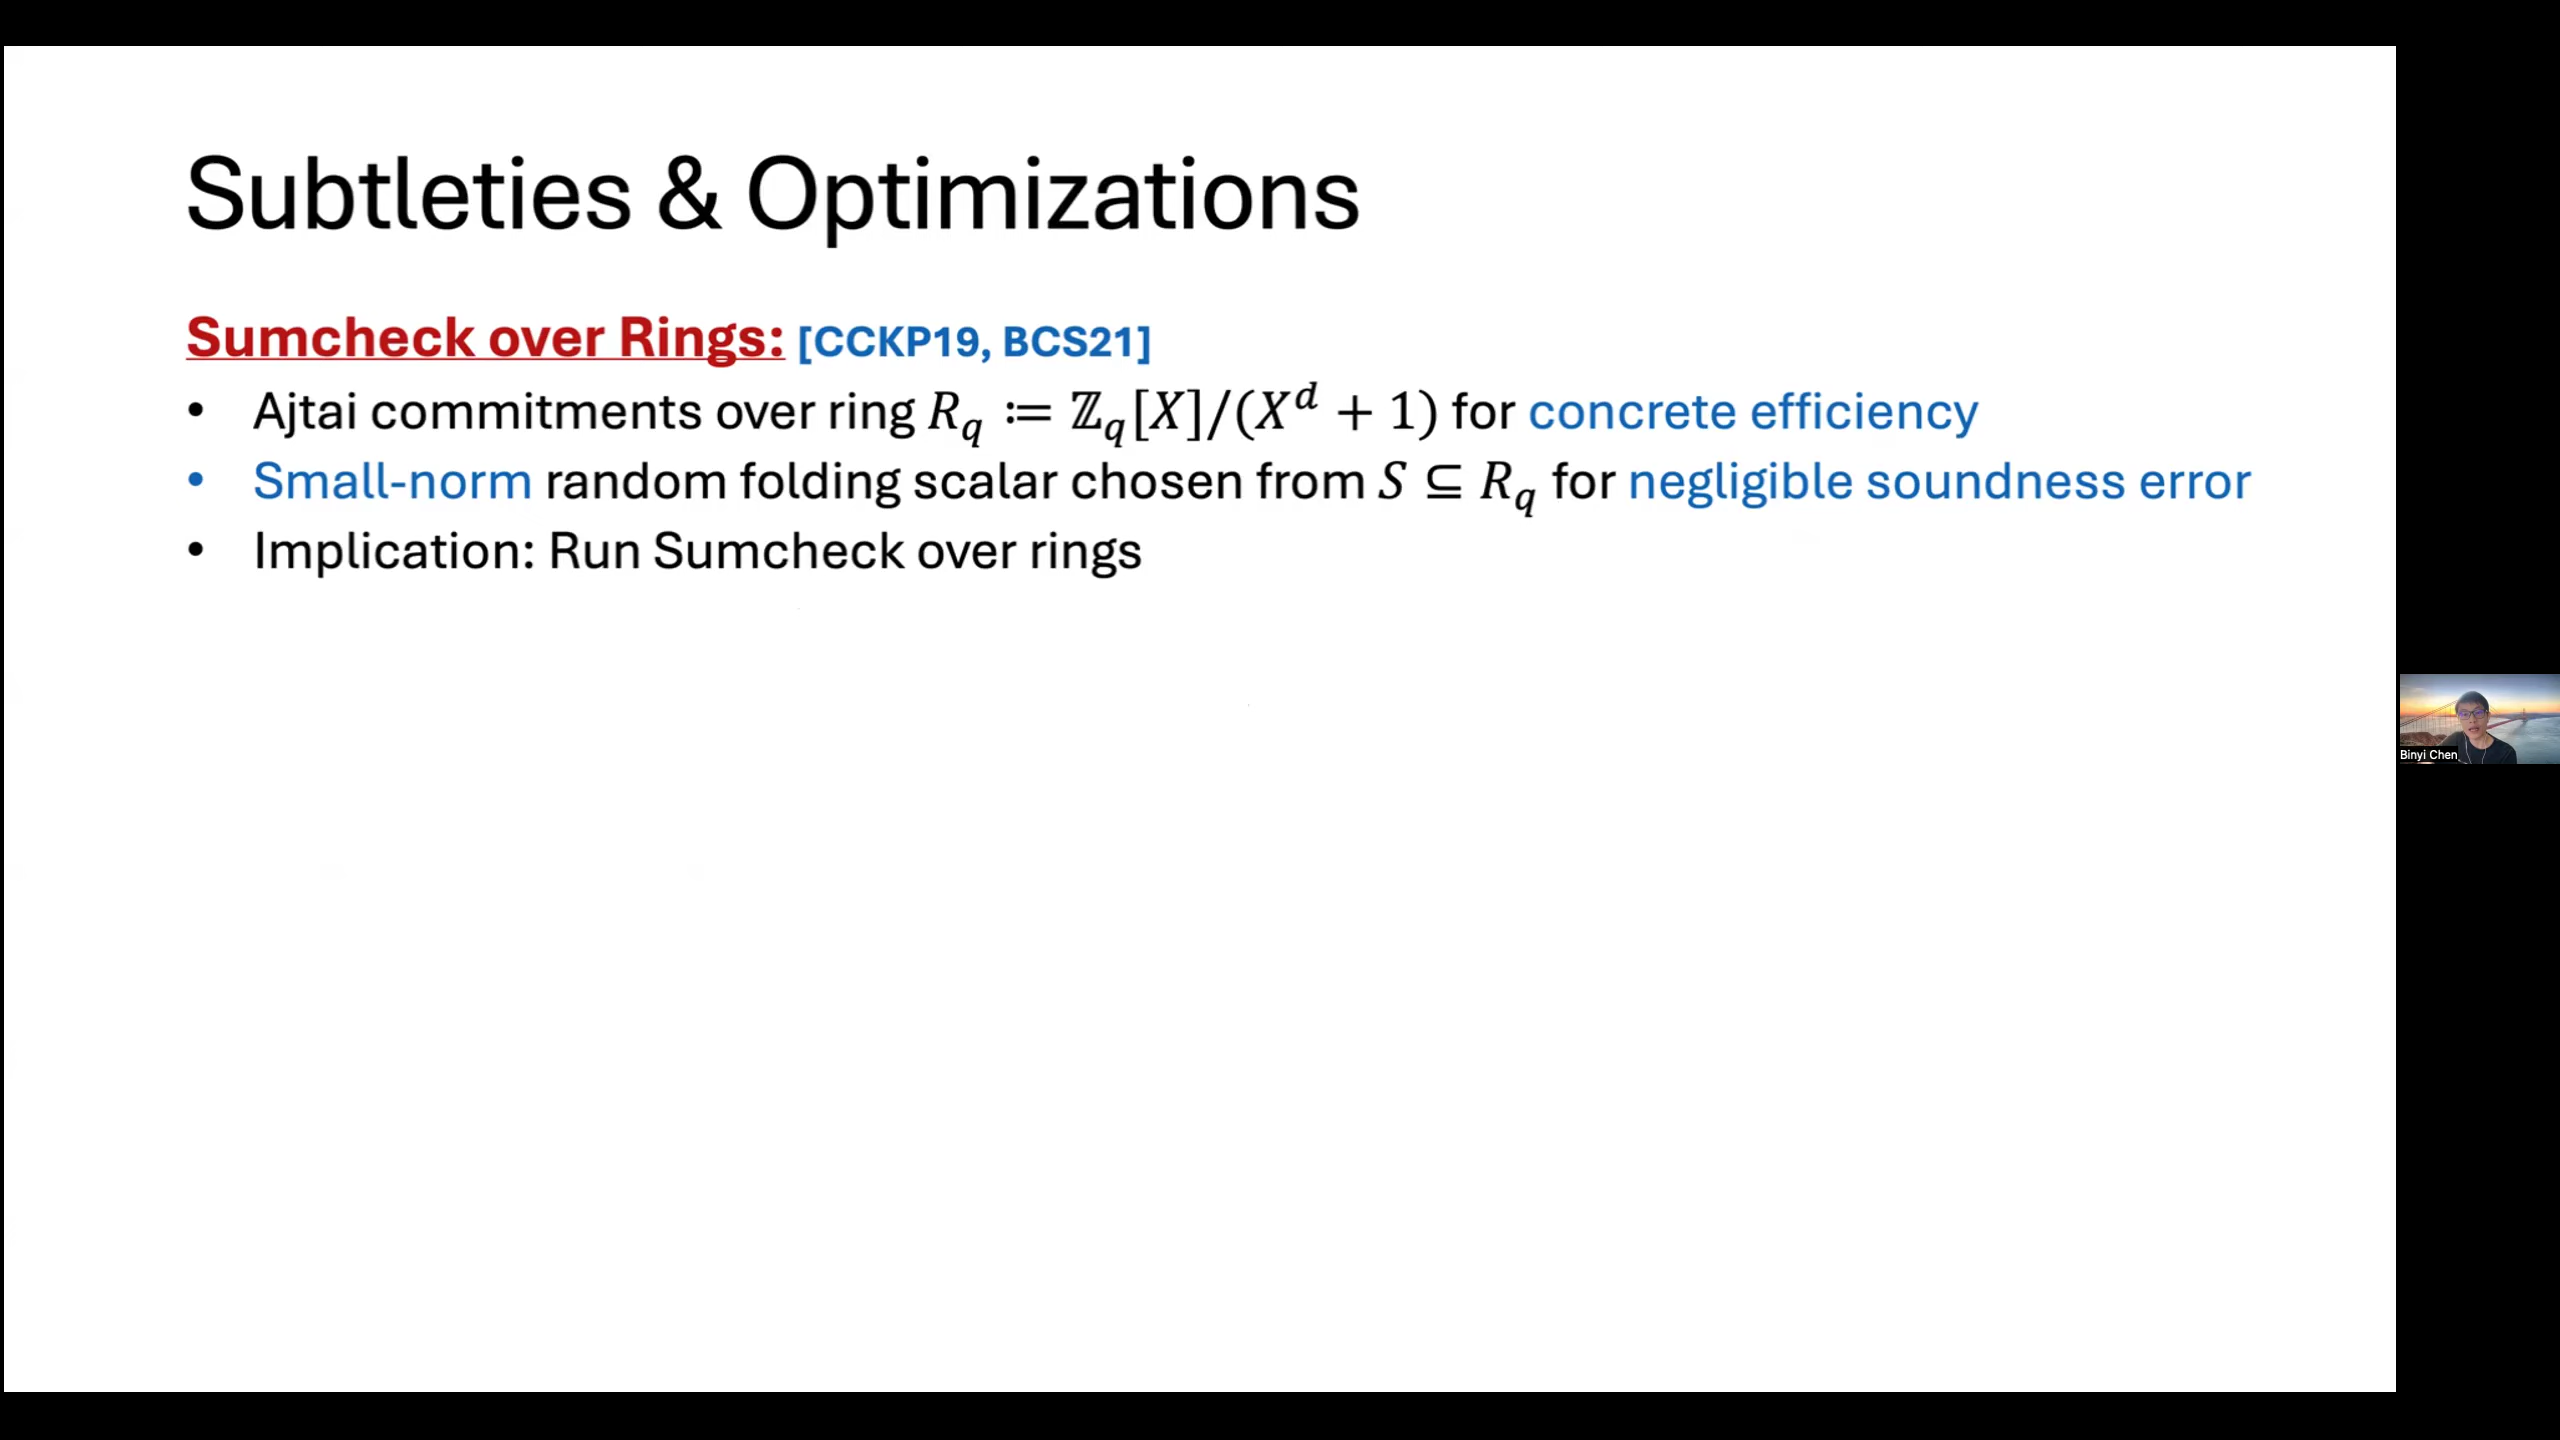 Subtleties & Optimizations
Sumcheck over Rings: [CCKP19, BCS21]
• Ajtai commitments over ring R_q := ℤ_q[X]/(X^d + 1) for concrete efficiency
• Small-norm random folding scalar chosen from S ⊆ R_q for negligible soundness error
• Implication: Run Sumcheck over rings
Binyi Chen